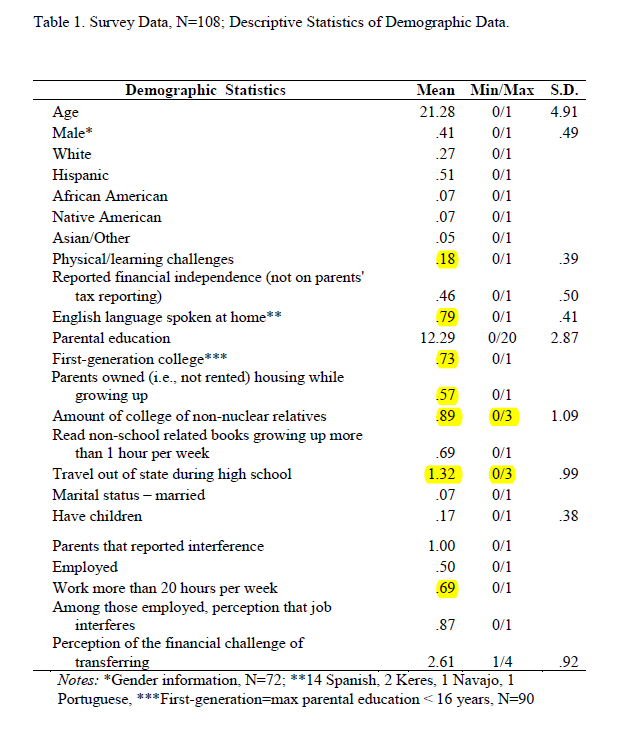 Table 1. Survey Data, N=108; Descriptive Statistics of Demographic Data.
Demographic Statistics Mean Min/Max S.D.
Age 21.28 0/1 4.91
Male* .41 0/1 .49
White .27 0/1
Hispanic .51 0/1
African American .07 0/1
Native American .07 0/1
Asian/Other .05 0/1
Physical/learning challenges .18 0/1 .39
Reported financial independence (not on parents'
tax reporting) .46 0/1 .50
English language spoken at home** .79 0/1 .41
Parental education 12.29 0/20 2.87
First-generation college*** .73 0/1
Parents owned (i.e., not rented) housing while
growing up .57 0/1
Amount of college of non-nuclear relatives .89 0/3 1.09
Read non-school related books growing up more
than 1 hour per week .69 0/1
Travel out of state during high school 1.32 0/3 .99
Marital status – married .07 0/1
Have children .17 0/1 .38
Parents that reported interference 1.00 0/1
Employed .50 0/1
Work more than 20 hours per week .69 0/1
Among those employed, perception that job
interferes .87 0/1
Perception of the financial challenge of
transferring 2.61 1/4 .92
Notes: *Gender information, N=72; **14 Spanish, 2 Keres, 1 Navajo, 1
Portuguese, ***First-generation=max parental education < 16 years, N=90